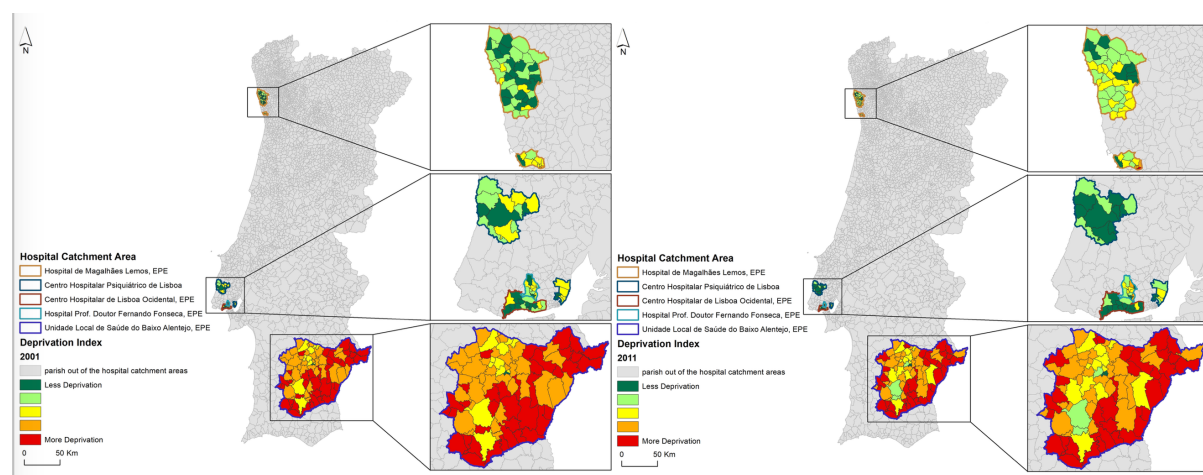 N
Hospital Catchment Area
Hospital de Magalhães Lemos, EPE
Centro Hospitalar Psiquiátrico de Lisboa
Centro Hospitalar de Lisboa Ocidental, EPE
Hospital Prof. Doutor Fernando Fonseca, EPE
Unidade Local de Saúde do Baixo Alentejo, EPE
Deprivation Index
2001
parish out of the hospital catchment areas
Less Deprivation
More Deprivation
0 50 Km
N
Hospital Catchment Area
Hospital de Magalhães Lemos, EPE
Centro Hospitalar Psiquiátrico de Lisboa
Centro Hospitalar de Lisboa Ocidental, EPE
Hospital Prof. Doutor Fernando Fonseca, EPE
Unidade Local de Saúde do Baixo Alentejo, EPE
Deprivation Index
2011
parish out of the hospital catchment areas
Less Deprivation
More Deprivation
0 50 Km